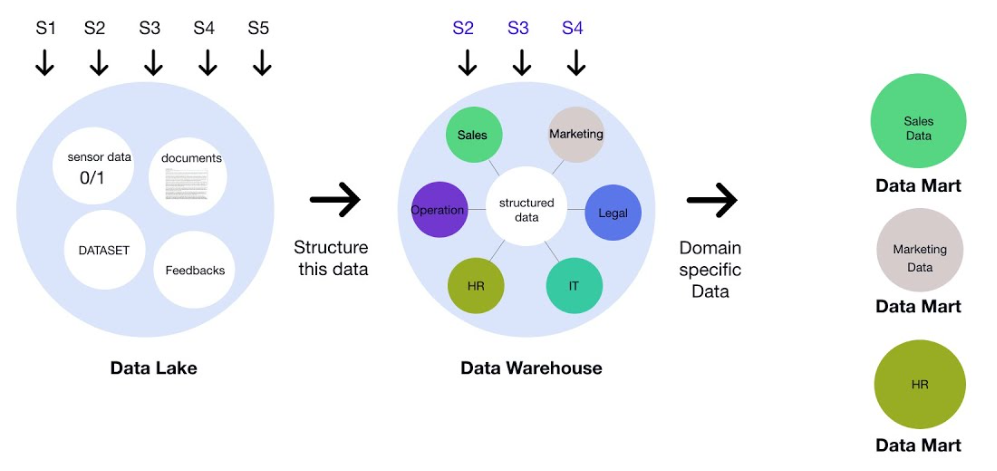 S1 S2 S3 S4 S5
sensor data
0/1
documents
DATASET
Feedbacks
Data Lake
Structure
this data
S2 S3 S4
Sales
Marketing
Operation
structured
data
Legal
HR
IT
Data Warehouse
Domain
specific
Data
Sales
Data
Data Mart
Marketing
Data
Data Mart
HR
Data Mart